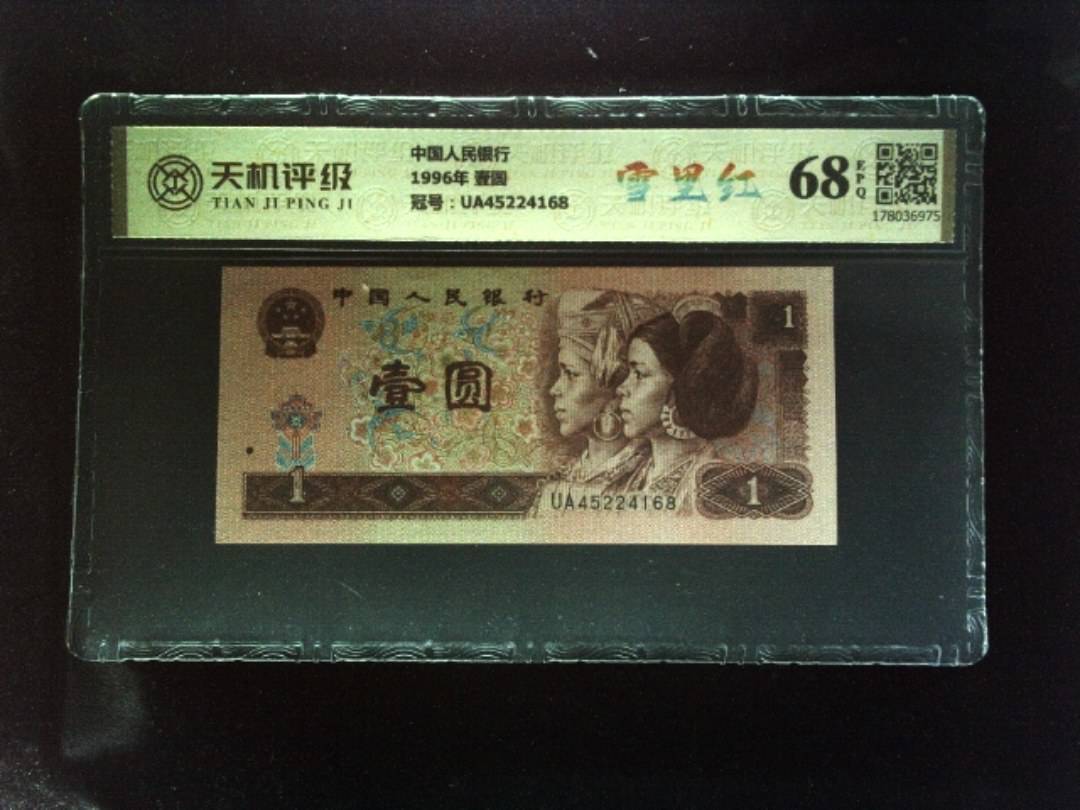 天机评级
TIAN JI PING JI
中国人民银行
1996年 壹圆
冠号：UA45224168
雪里红
68
EPQ
178036975
中国人民银行
1
壹圆
1
UA45224168
1